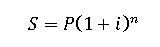 S = P(1 + i)ⁿ